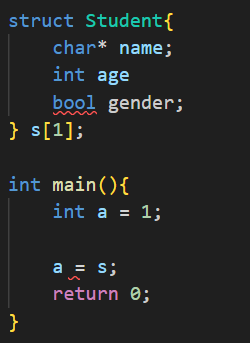 struct Student{
    char* name;
    int age
    bool gender;
} s[1];
int main(){
    int a = 1;
    a = s;
    return 0;
}